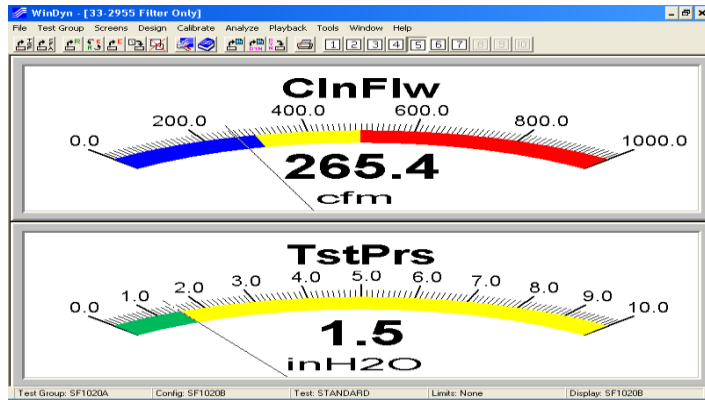 WinDyn - [33-2955 Filter Only]
File Test Group Screens Design Calibrate Analyze Playback Tools Window Help
1 2 3 4 5 6 7 8 9 10
ClnFlw
0.0 200.0 400.0 600.0 800.0 1000.0
265.4
cfm
TstPrs
0.0 1.0 2.0 3.0 4.0 5.0 6.0 7.0 8.0 9.0 10.0
1.5
inH2O
Test Group: SF1020A Config: SF1020B Test: STANDARD Limits: None Display: SF1020B